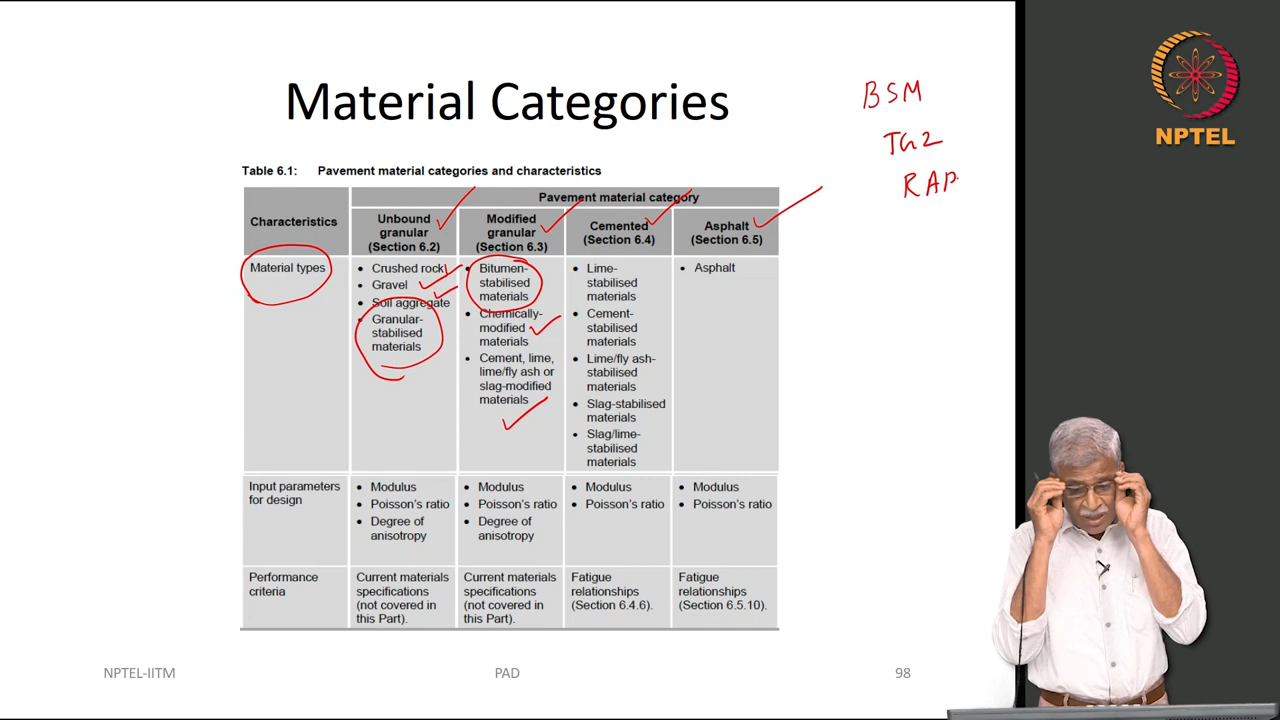 Material Categories
BSM
TG2
RAP
NPTEL
Table 6.1: Pavement material categories and characteristics
Characteristics
Pavement material category
Unbound
granular
(Section 6.2)
Modified
granular
(Section 6.3)
Cemented
(Section 6.4)
Asphalt
(Section 6.5)
Material types
• Crushed rock
• Gravel
• Soil aggregate
• Granular-
stabilised
materials
• Bitumen-
stabilised
materials
• Chemically-
modified
materials
• Cement, lime,
lime/fly ash or
slag-modified
materials
• Lime-
stabilised
materials
• Cement-
stabilised
materials
• Lime/fly ash-
stabilised
materials
• Slag-stabilised
materials
• Slag/lime-
stabilised
materials
• Asphalt
Input parameters
for design
• Modulus
• Poisson's ratio
• Degree of
anisotropy
• Modulus
• Poisson's ratio
• Degree of
anisotropy
• Modulus
• Poisson's ratio
• Modulus
• Poisson's ratio
Performance
criteria
Current materials
specifications
(not covered in
this Part).
Current materials
specifications
(not covered in
this Part).
Fatigue
relationships
(Section 6.4.6).
Fatigue
relationships
(Section 6.5.10).
NPTEL-IITM
PAD
98